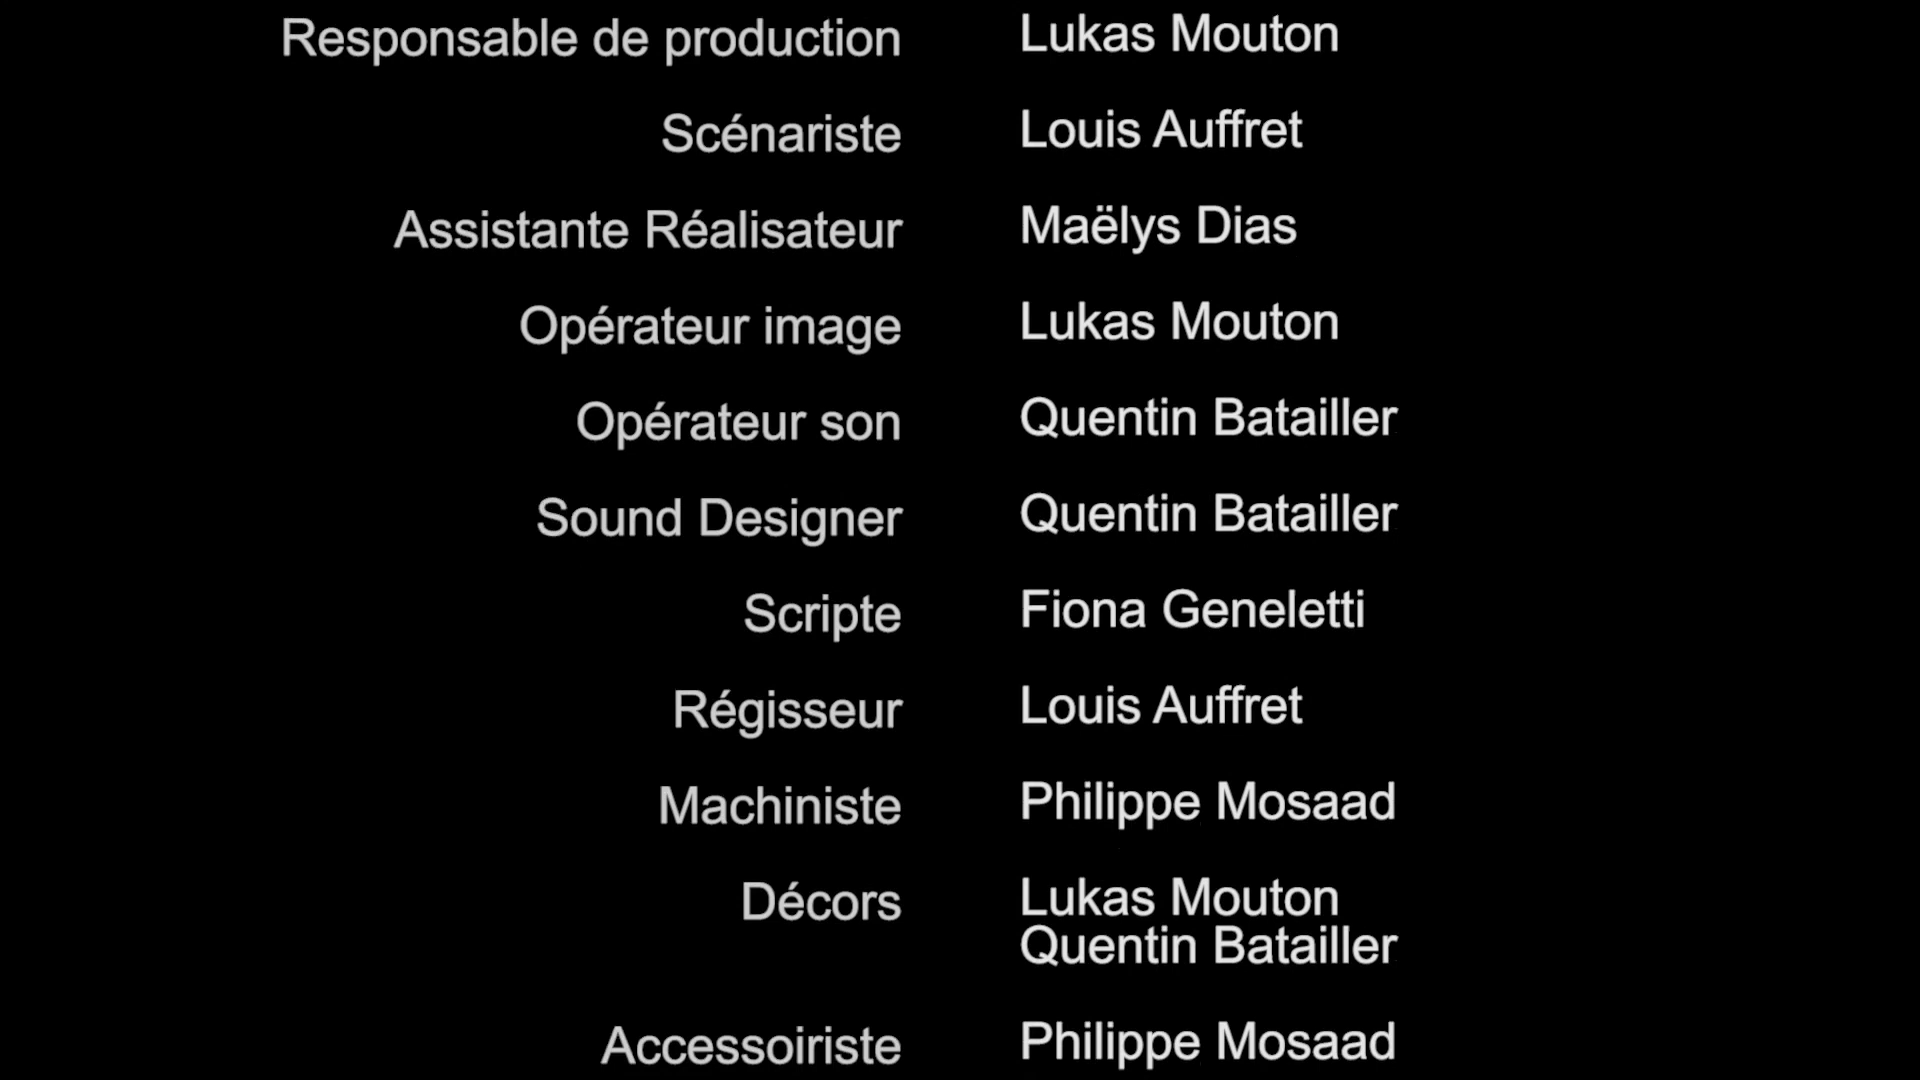 Responsable de production Lukas Mouton
Scénariste Louis Auffret
Assistante Réalisateur Maëlys Dias
Opérateur image Lukas Mouton
Opérateur son Quentin Batailler
Sound Designer Quentin Batailler
Scripte Fiona Geneletti
Régisseur Louis Auffret
Machiniste Philippe Mosaad
Décors Lukas Mouton
Quentin Batailler
Accessoiriste Philippe Mosaad